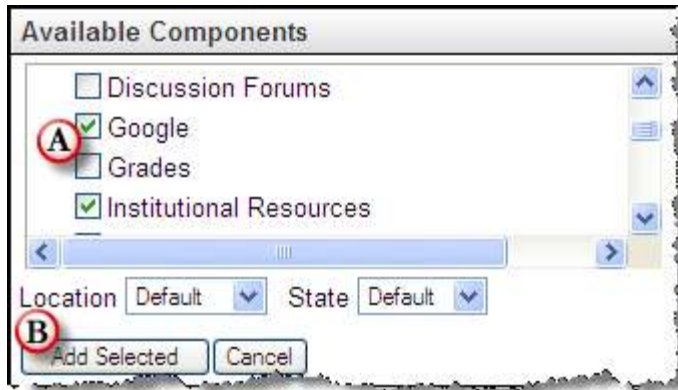 Available Components
Discussion Forums
A
Google
Grades
Institutional Resources
Location Default State Default
B
Add Selected Cancel